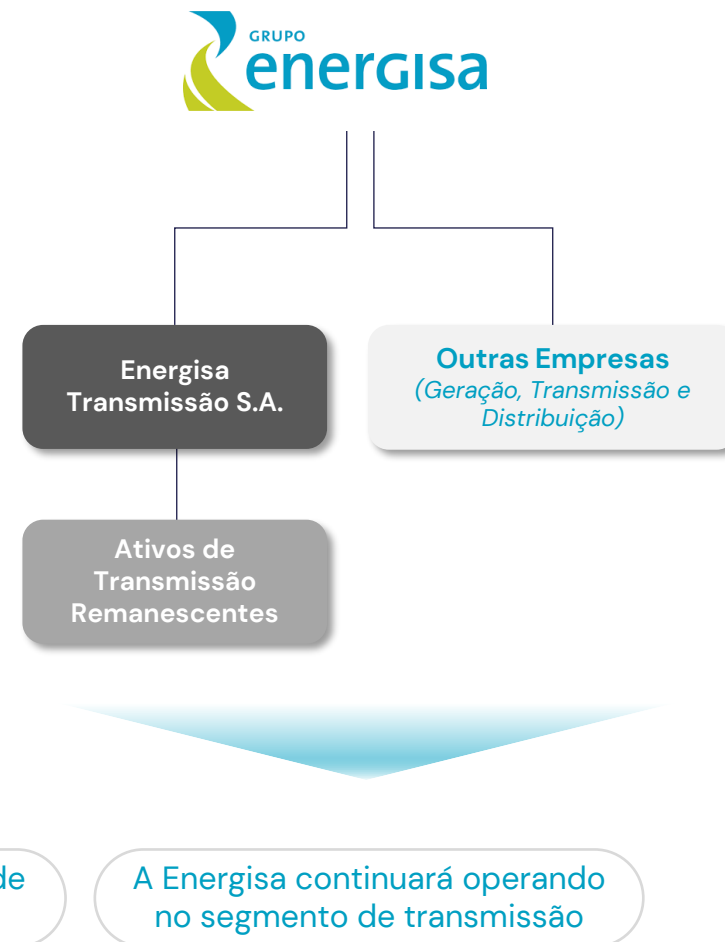 GRUPO
energisa
Energisa
Transmissão S.A.
Outras Empresas
(Geração, Transmissão e
Distribuição)
Ativos de
Transmissão
Remanescentes
de
A Energisa continuará operando
no segmento de transmissão